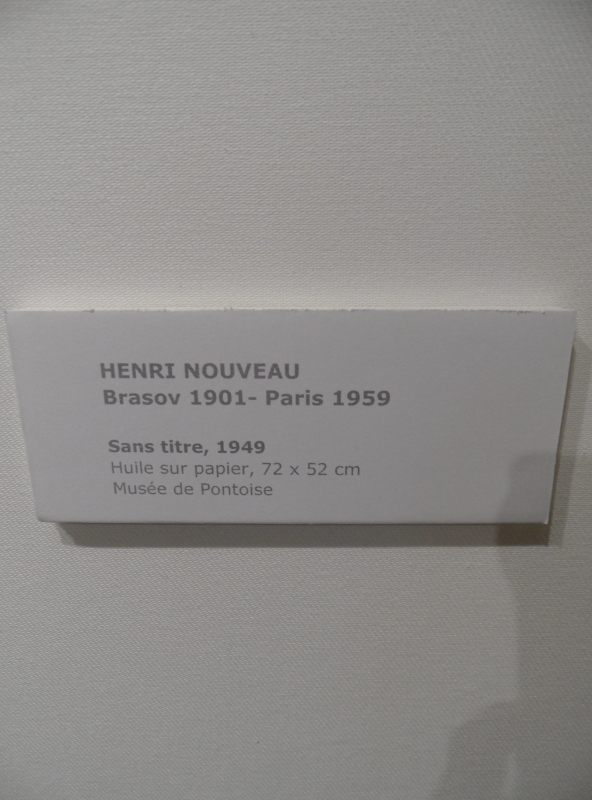 HENRI NOUVEAU
Brasov 1901- Paris 1959
Sans titre, 1949
Huile sur papier, 72 x 52 cm
Musée de Pontoise